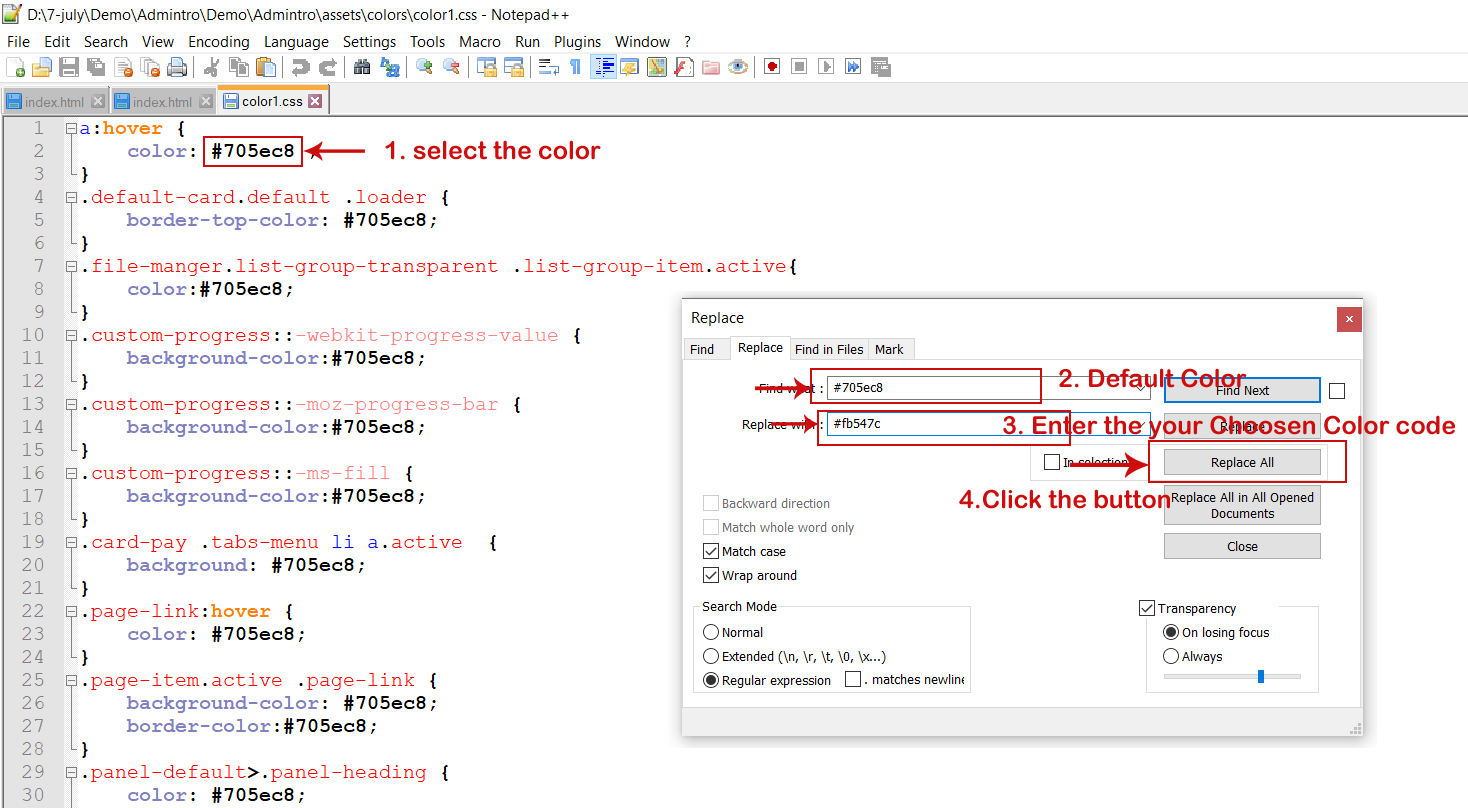 D:\7-july\Demo\Admintro\Demo\Admintro\assets\colors\color1.css - Notepad++
File Edit Search View Encoding Language Settings Tools Macro Run Plugins Window ?
index.html index.html color1.css
1 a:hover {
2 color: #705ec8 ; 1. select the color
3 }
4 .default-card.default .loader {
5 border-top-color: #705ec8;
6 }
7 .file-manger.list-group-transparent .list-group-item.active{
8 color:#705ec8;
9 }
10 .custom-progress::-webkit-progress-value {
11 background-color:#705ec8;
12 }
13 .custom-progress::-moz-progress-bar {
14 background-color:#705ec8;
15 }
16 .custom-progress::-ms-fill {
17 background-color:#705ec8;
18 }
19 .card-pay .tabs-menu li a.active {
20 background: #705ec8;
21 }
22 .page-link:hover {
23 color: #705ec8;
24 }
25 .page-item.active .page-link {
26 background-color: #705ec8;
27 border-color:#705ec8;
28 }
29 .panel-default>.panel-heading {
30 color: #705ec8;
Replace
Find Replace Find in Files Mark
Find what : #705ec8 2. Default Color Find Next
Replace with : #fb547c 3. Enter the your Choosen Color code Replace
In selection Replace All
4.Click the button
Replace All in All Opened
Documents
Close
Backward direction
Match whole word only
Match case
Wrap around
Search Mode
Normal
Extended (\n, \r, \t, \0, \x...)
Regular expression . matches newline
Transparency
On losing focus
Always